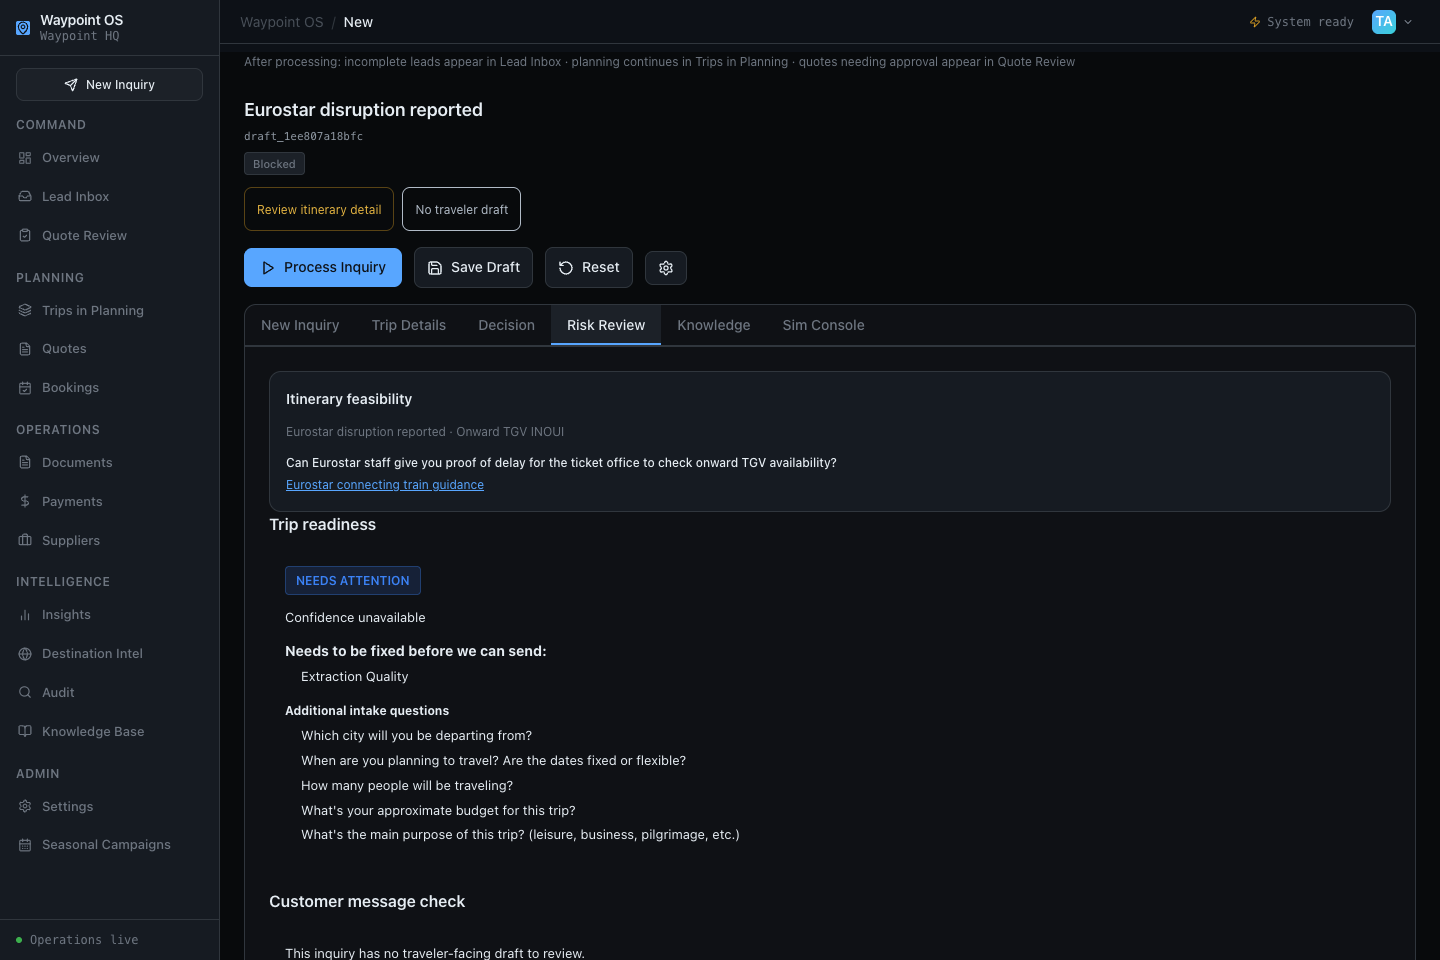 Waypoint OS
Waypoint HQ
New Inquiry
COMMAND
Overview
Lead Inbox
Quote Review
PLANNING
Trips in Planning
Quotes
Bookings
OPERATIONS
Documents
Payments
Suppliers
INTELLIGENCE
Insights
Destination Intel
Audit
Knowledge Base
ADMIN
Settings
Seasonal Campaigns
Operations live
Waypoint OS / New
System ready
TA
After processing: incomplete leads appear in Lead Inbox · planning continues in Trips in Planning · quotes needing approval appear in Quote Review
Eurostar disruption reported
draft_1ee807a18bfc
Blocked
Review itinerary detail
No traveler draft
Process Inquiry
Save Draft
Reset
New Inquiry
Trip Details
Decision
Risk Review
Knowledge
Sim Console
Itinerary feasibility
Eurostar disruption reported · Onward TGV INOUI
Can Eurostar staff give you proof of delay for the ticket office to check onward TGV availability?
Eurostar connecting train guidance
Trip readiness
NEEDS ATTENTION
Confidence unavailable
Needs to be fixed before we can send:
Extraction Quality
Additional intake questions
Which city will you be departing from?
When are you planning to travel? Are the dates fixed or flexible?
How many people will be traveling?
What's your approximate budget for this trip?
What's the main purpose of this trip? (leisure, business, pilgrimage, etc.)
Customer message check
This inquiry has no traveler-facing draft to review.